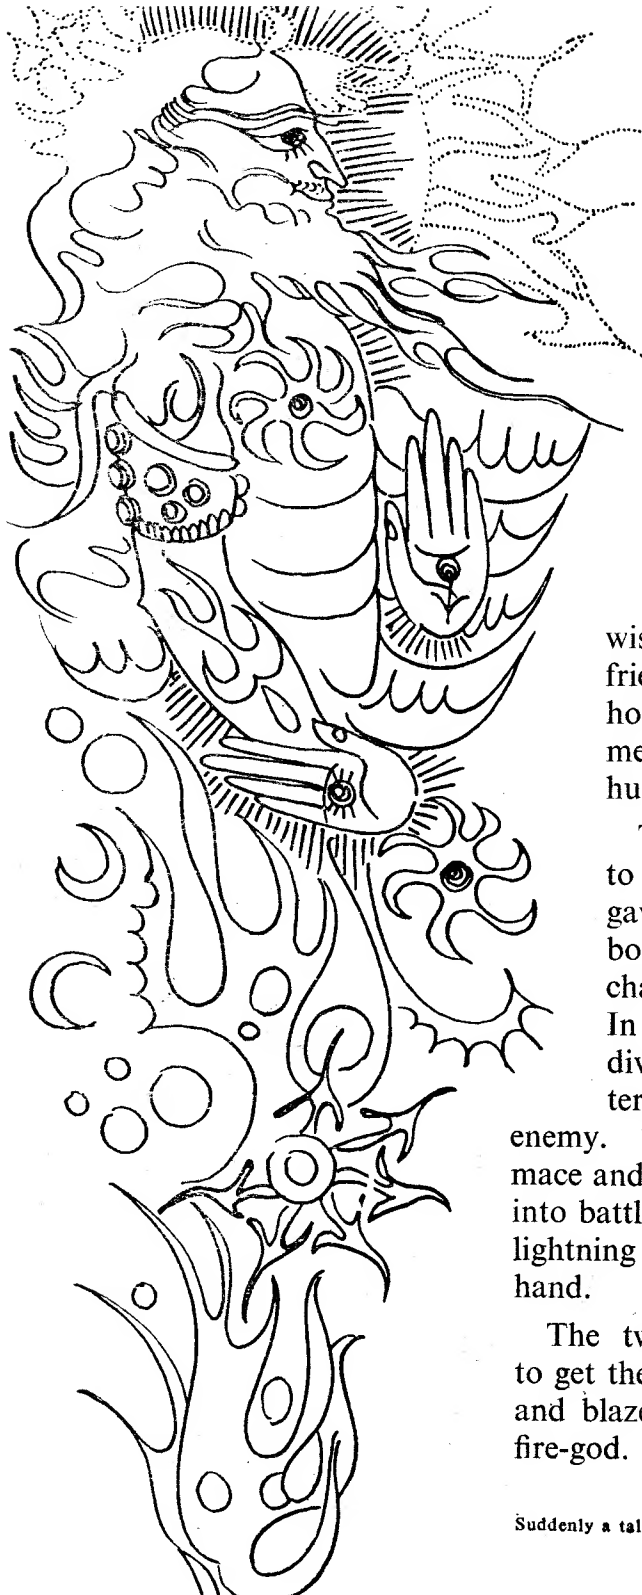 wis
frie
ho
me
hu
T
to
gav
bo
cha
In
div
ter
enemy.
mace and
into battl
lightning
hand.
The tw
to get the
and blaze
fire-god.
Suddenly a tal